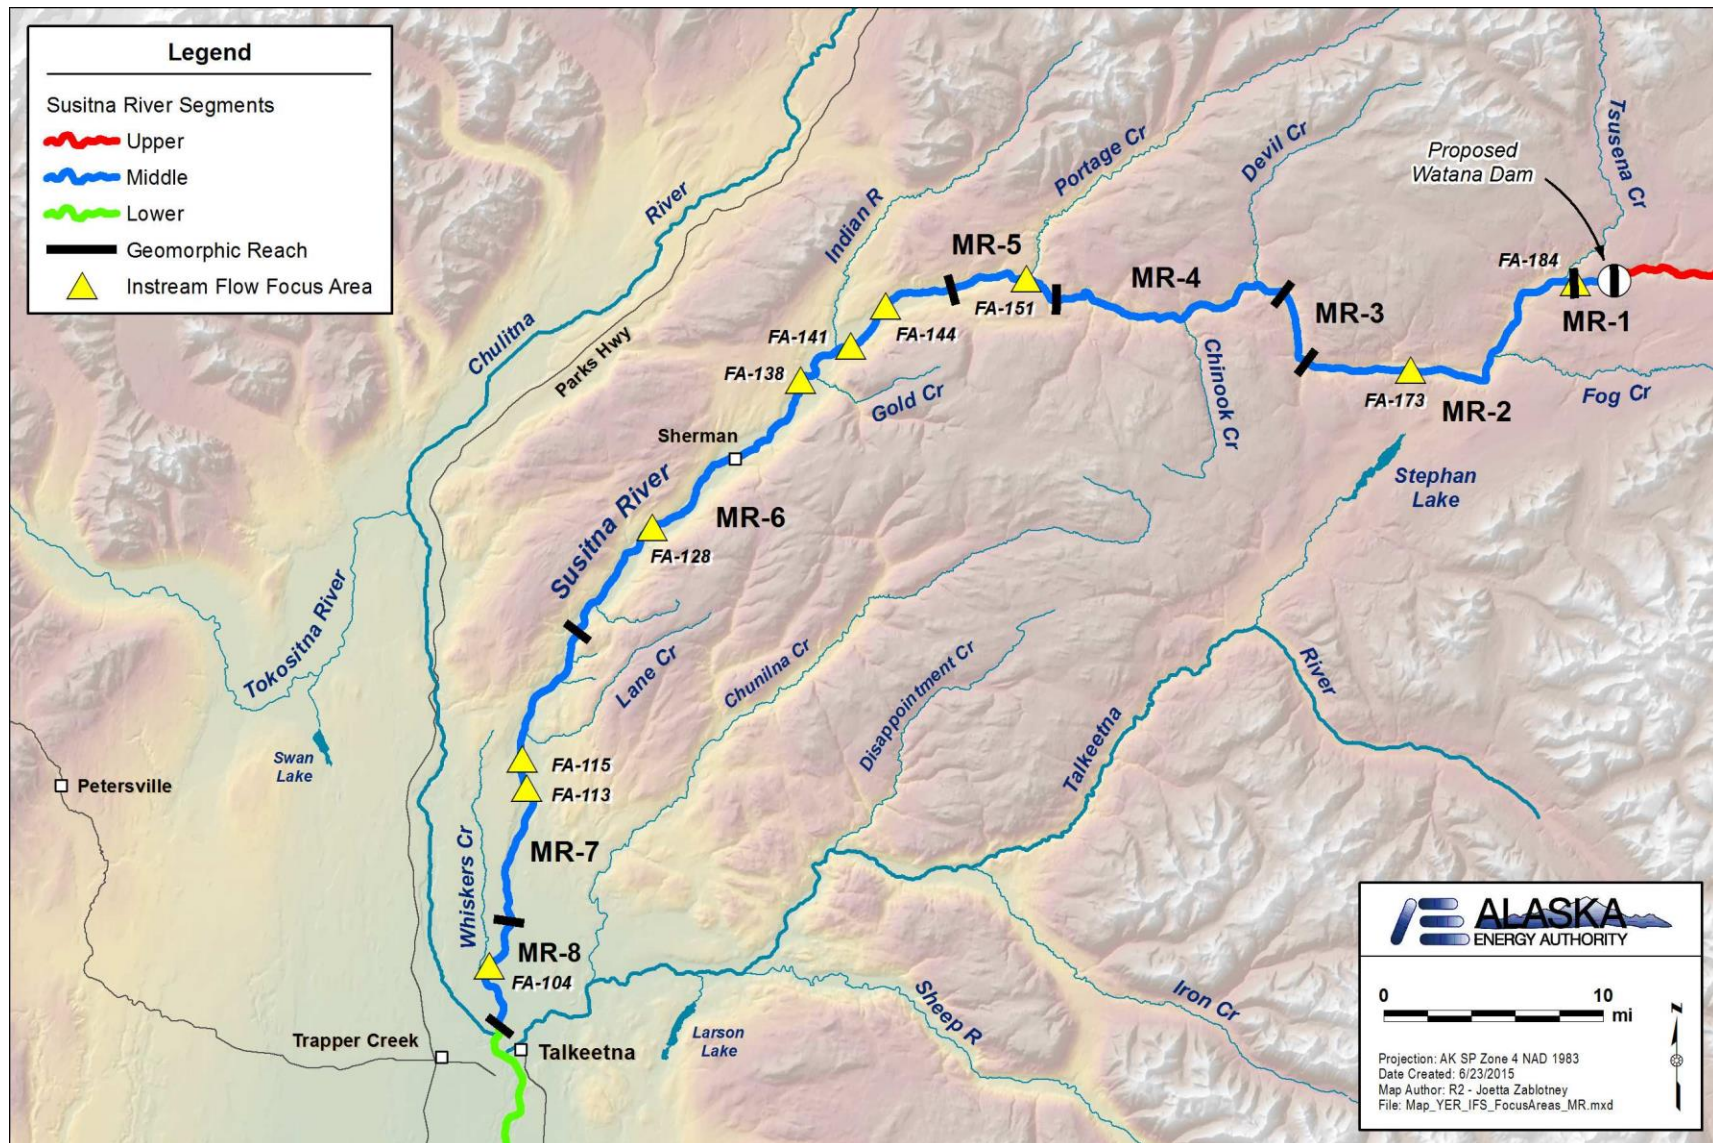 Legend
Susitna River Segments
Upper
Middle
Lower
Geomorphic Reach
Instream Flow Focus Area
River
Chulitna
Parks Hwy
Indian R
Portage Cr
Devil Cr
Tsusena Cr
Proposed
Watana Dam
MR-5
MR-4
FA-184
MR-1
FA-151
MR-3
FA-144
FA-141
FA-138
Gold Cr
Chinook Cr
FA-173
MR-2
Fog Cr
Sherman
Stephan
Lake
Susitna River
MR-6
FA-128
Tokositna River
Lane Cr
Chunilna Cr
Disappointment Cr
River
Talkeetna
Swan
Lake
Petersville
FA-115
FA-113
Whiskers Cr
MR-7
MR-8
FA-104
Sheep R
Iron Cr
Larson
Lake
Trapper Creek
Talkeetna
ALASKA
ENERGY AUTHORITY
0 10
mi
N
Projection: AK SP Zone 4 NAD 1983
Date Created: 6/23/2015
Map Author: R2 - Joetta Zablotney
File: Map_YER_IFS_FocusAreas_MR.mxd